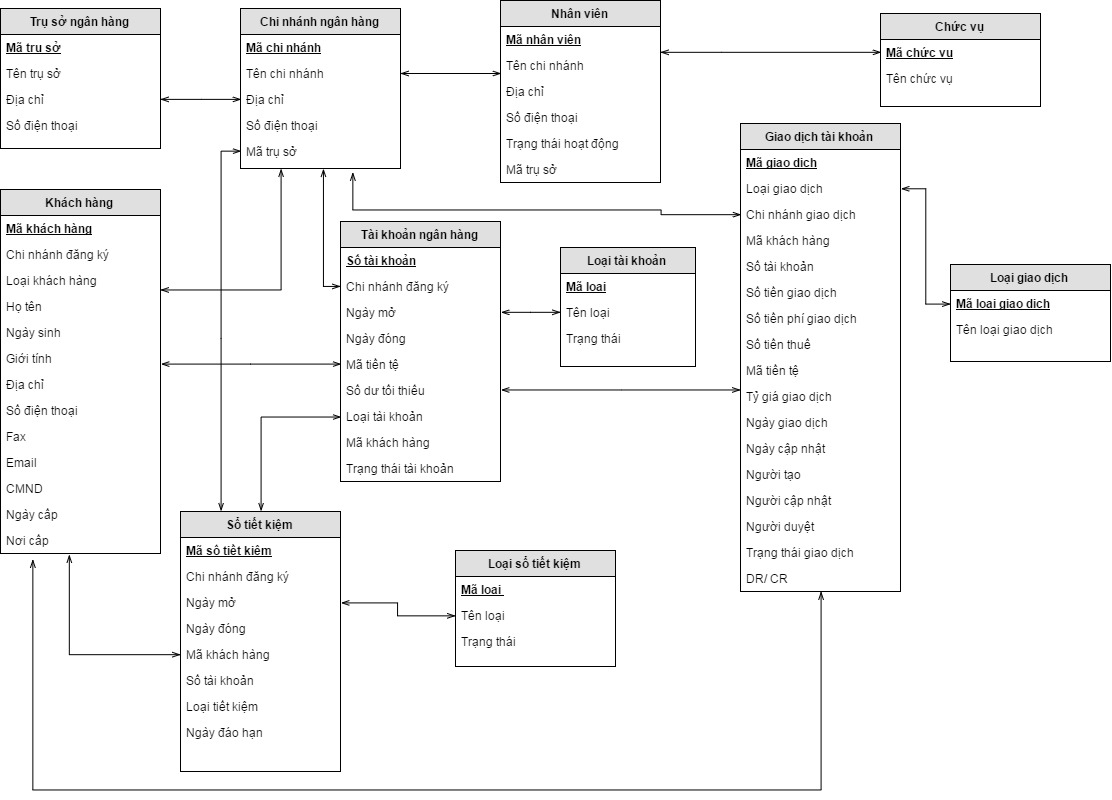 Trụ sở ngân hàng
Mã trụ sở
Tên trụ sở
Địa chỉ
Số điện thoại
Chi nhánh ngân hàng
Mã chi nhánh
Tên chi nhánh
Địa chỉ
Số điện thoại
Mã trụ sở
Nhân viên
Mã nhân viên
Tên chi nhánh
Địa chỉ
Số điện thoại
Trạng thái hoạt động
Mã trụ sở
Chức vụ
Mã chức vụ
Tên chức vụ
Khách hàng
Mã khách hàng
Chi nhánh đăng ký
Loại khách hàng
Họ tên
Ngày sinh
Giới tính
Địa chỉ
Số điện thoại
Fax
Email
CMND
Ngày cấp
Nơi cấp
Tài khoản ngân hàng
Số tài khoản
Chi nhánh đăng ký
Ngày mở
Ngày đóng
Mã tiền tệ
Số dư tối thiêu
Loại tài khoản
Mã khách hàng
Trạng thái tài khoản
Loại tài khoản
Mã loại
Tên loại
Trạng thái
Giao dịch tài khoản
Mã giao dịch
Loại giao dịch
Chi nhánh giao dịch
Mã khách hàng
Số tài khoản
Số tiền giao dịch
Số tiền phí giao dịch
Số tiền thuế
Mã tiền tệ
Tỷ giá giao dịch
Ngày giao dịch
Ngày cập nhật
Người tạo
Người cập nhật
Người duyệt
Trạng thái giao dịch
DR/ CR
Loại giao dịch
Mã loại giao dịch
Tên loại giao dịch
Sổ tiết kiệm
Mã sô tiết kiệm
Chi nhánh đăng ký
Ngày mở
Ngày đóng
Mã khách hàng
Số tài khoản
Loại tiết kiệm
Ngày đáo hạn
Loại sổ tiết kiệm
Mã loại
Tên loại
Trạng thái